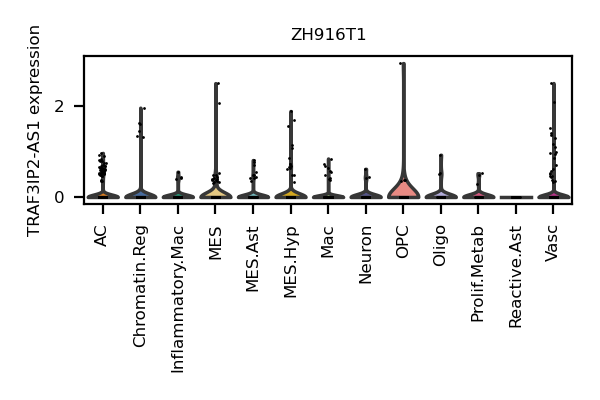 ZH916T1
TRAF3IP2-AS1 expression
2
0
AC
Chromatin.Reg
Inflammatory.Mac
MES
MES.Ast
MES.Hyp
Mac
Neuron
OPC
Oligo
Prolif.Metab
Reactive.Ast
Vasc